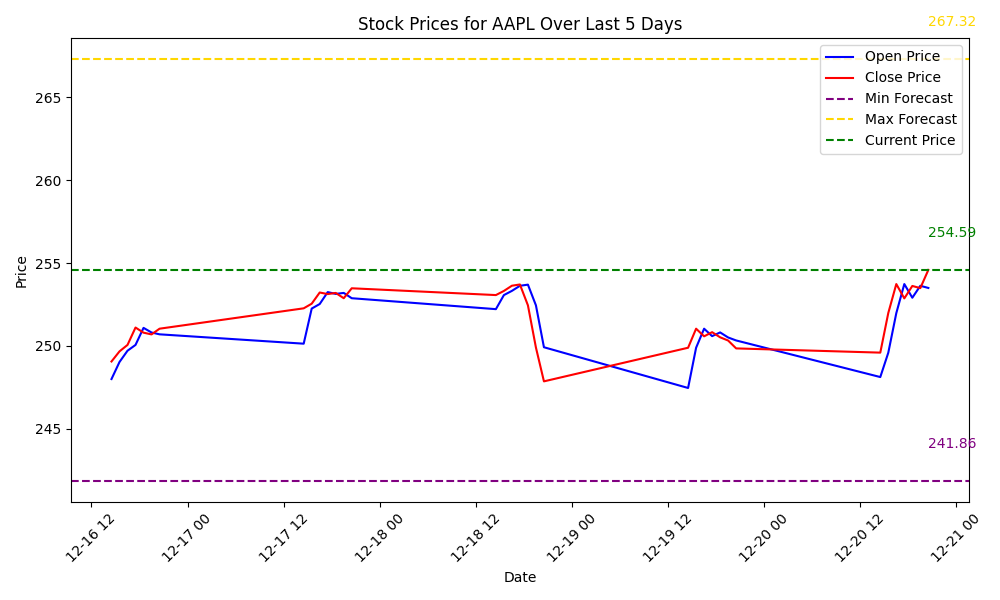 Stock Prices for AAPL Over Last 5 Days
267.32
Open Price
Close Price
Min Forecast
Max Forecast
Current Price
265
260
255
250
245
254.59
241.86
Price
12-16 12
12-17 00
12-17 12
12-18 00
12-18 12
12-19 00
12-19 12
12-20 00
12-20 12
12-21 00
Date